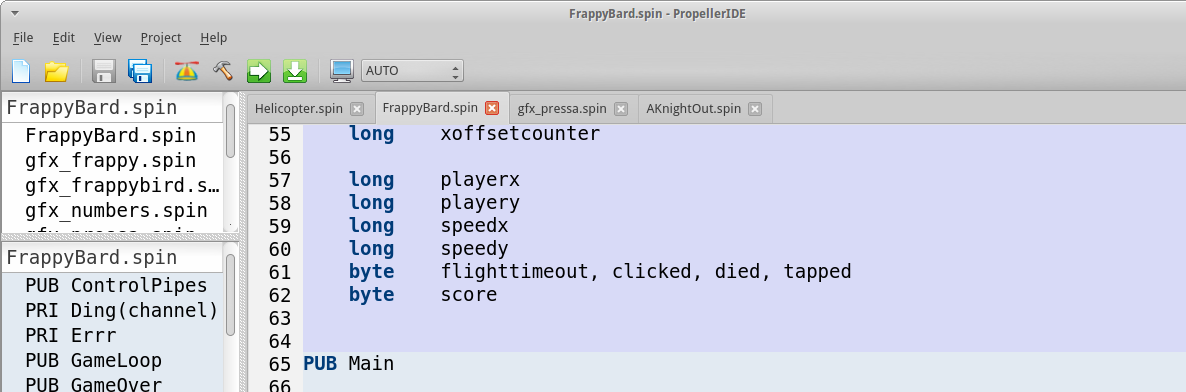 FrappyBard.spin - PropellerIDE
File Edit View Project Help
AUTO
FrappyBard.spin
FrappyBard.spin
gfx_frappy.spin
gfx_frappybird.s…
gfx_numbers.spin
FrappyBard.spin
PUB ControlPipes
PRI Ding(channel)
PRI Errr
PUB GameLoop
PUB GameOver
Helicopter.spin FrappyBard.spin gfx_pressa.spin AKnightOut.spin
55 long xoffsetcounter
56
57 long playerx
58 long playery
59 long speedx
60 long speedy
61 byte flighttimeout, clicked, died, tapped
62 byte score
63
64
65 PUB Main
66